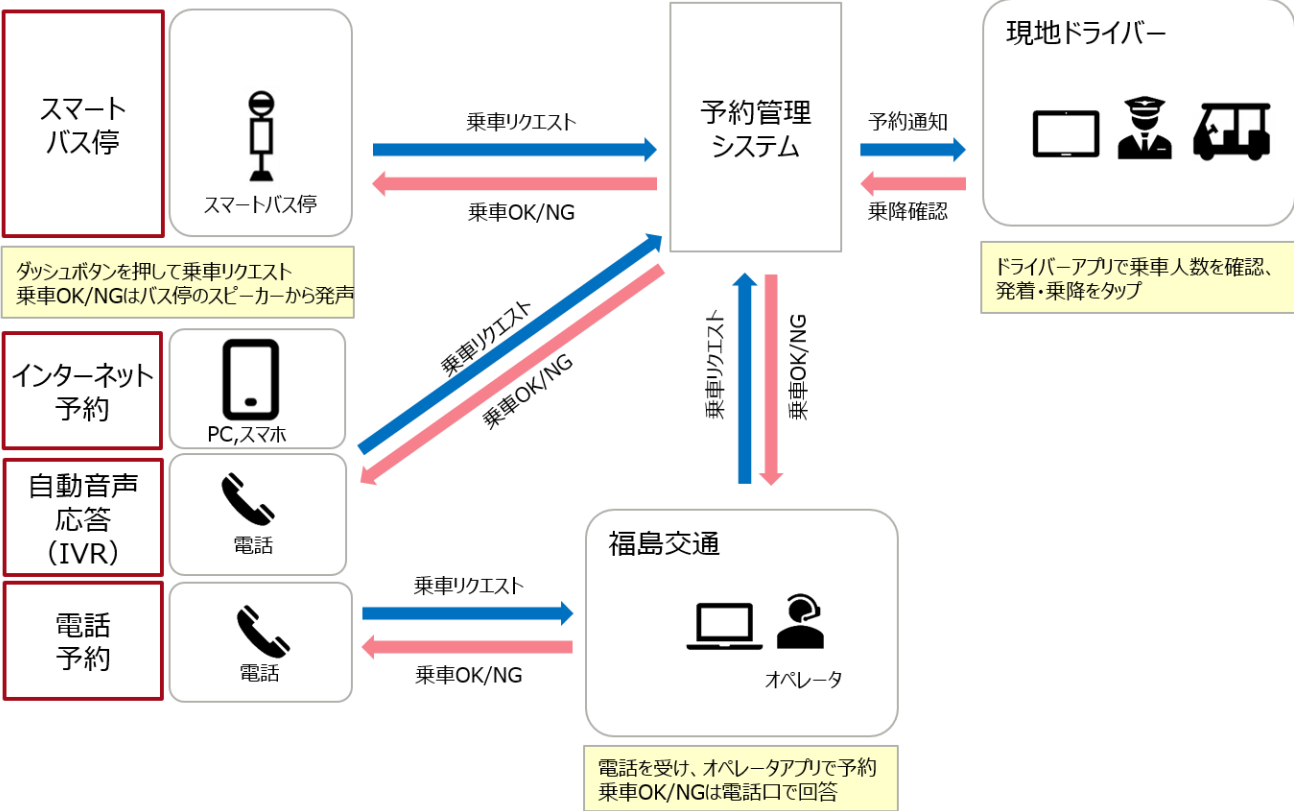 スマート
バス停
スマートバス停
乗車リクエスト
乗車OK/NG
予約管理
システム
予約通知
乗降確認
現地ドライバー
ダッシュボタンを押して乗車リクエスト
乗車OK/NGはバス停のスピーカーから発声
ドライバーアプリで乗車人数を確認、
発着・乗降をタップ
インターネット
予約
PC,スマホ
乗車リクエスト
乗車OK/NG
乗車リクエスト
乗車OK/NG
自動音声
応答
（IVR）
電話
電話
予約
電話
乗車リクエスト
乗車OK/NG
福島交通
オペレータ
電話を受け、オペレータアプリで予約
乗車OK/NGは電話口で回答